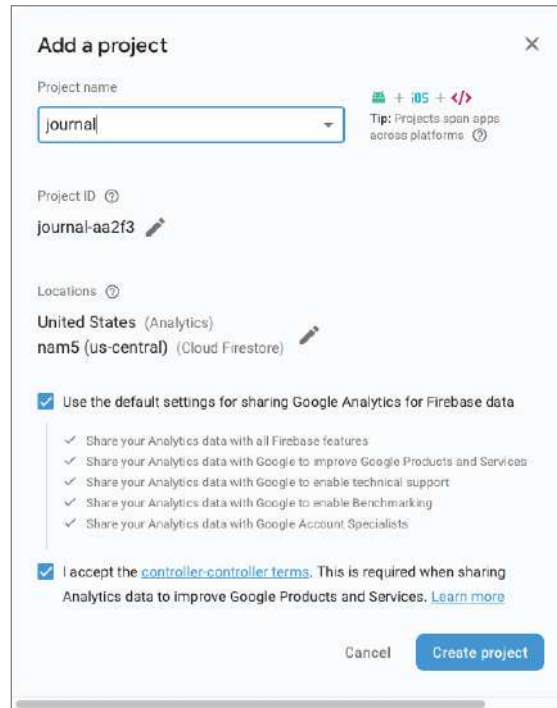 Add a project
Project name
+ iOS + </>
journal
Tip: Projects span apps
across platforms
Project ID
journal-aa2f3
Locations
United States (Analytics)
nam5 (us-central) (Cloud Firestore)
Use the default settings for sharing Google Analytics for Firebase data
Share your Analytics data with all Firebase features
Share your Analytics data with Google to improve Google Products and Services
Share your Analytics data with Google to enable technical support
Share your Analytics data with Google to enable Benchmarking
Share your Analytics data with Google Account Specialists
I accept the controller-controller terms. This is required when sharing
Analytics data to improve Google Products and Services. Learn more
Cancel Create project